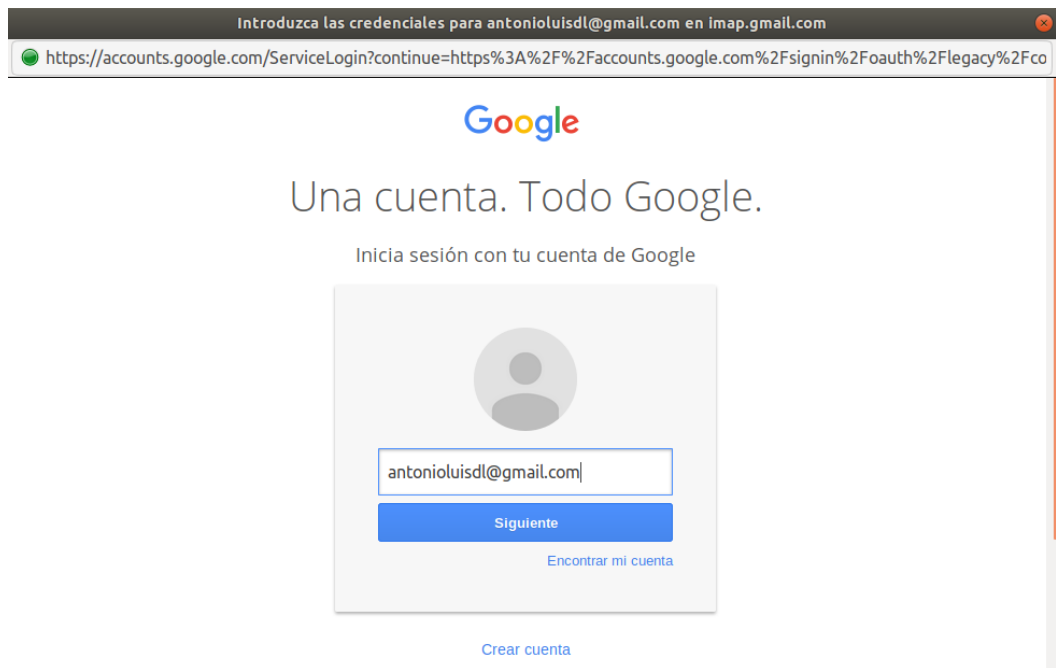 Introduzca las credenciales para antonioluisdl@gmail.com en imap.gmail.com
https://accounts.google.com/ServiceLogin?continue=https%3A%2F%2Faccounts.google.com%2Fsignin%2Foauth%2Flegacy%2Fco
Google
Una cuenta. Todo Google.
Inicia sesión con tu cuenta de Google
antonioluisdl@gmail.com
Siguiente
Encontrar mi cuenta
Crear cuenta